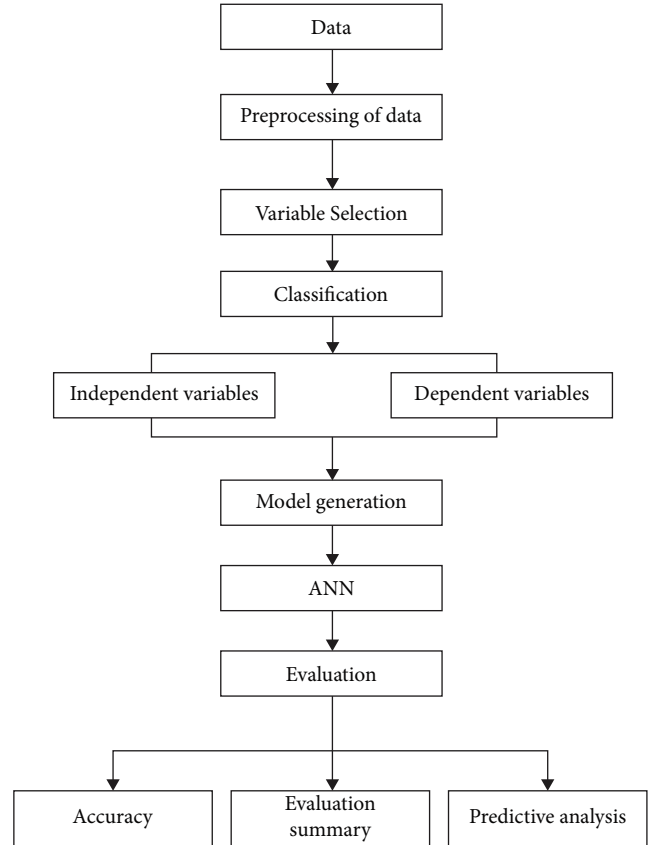 Data
Preprocessing of data
Variable Selection
Classification
Independent variables
Dependent variables
Model generation
ANN
Evaluation
Accuracy
Evaluation
summary
Predictive analysis